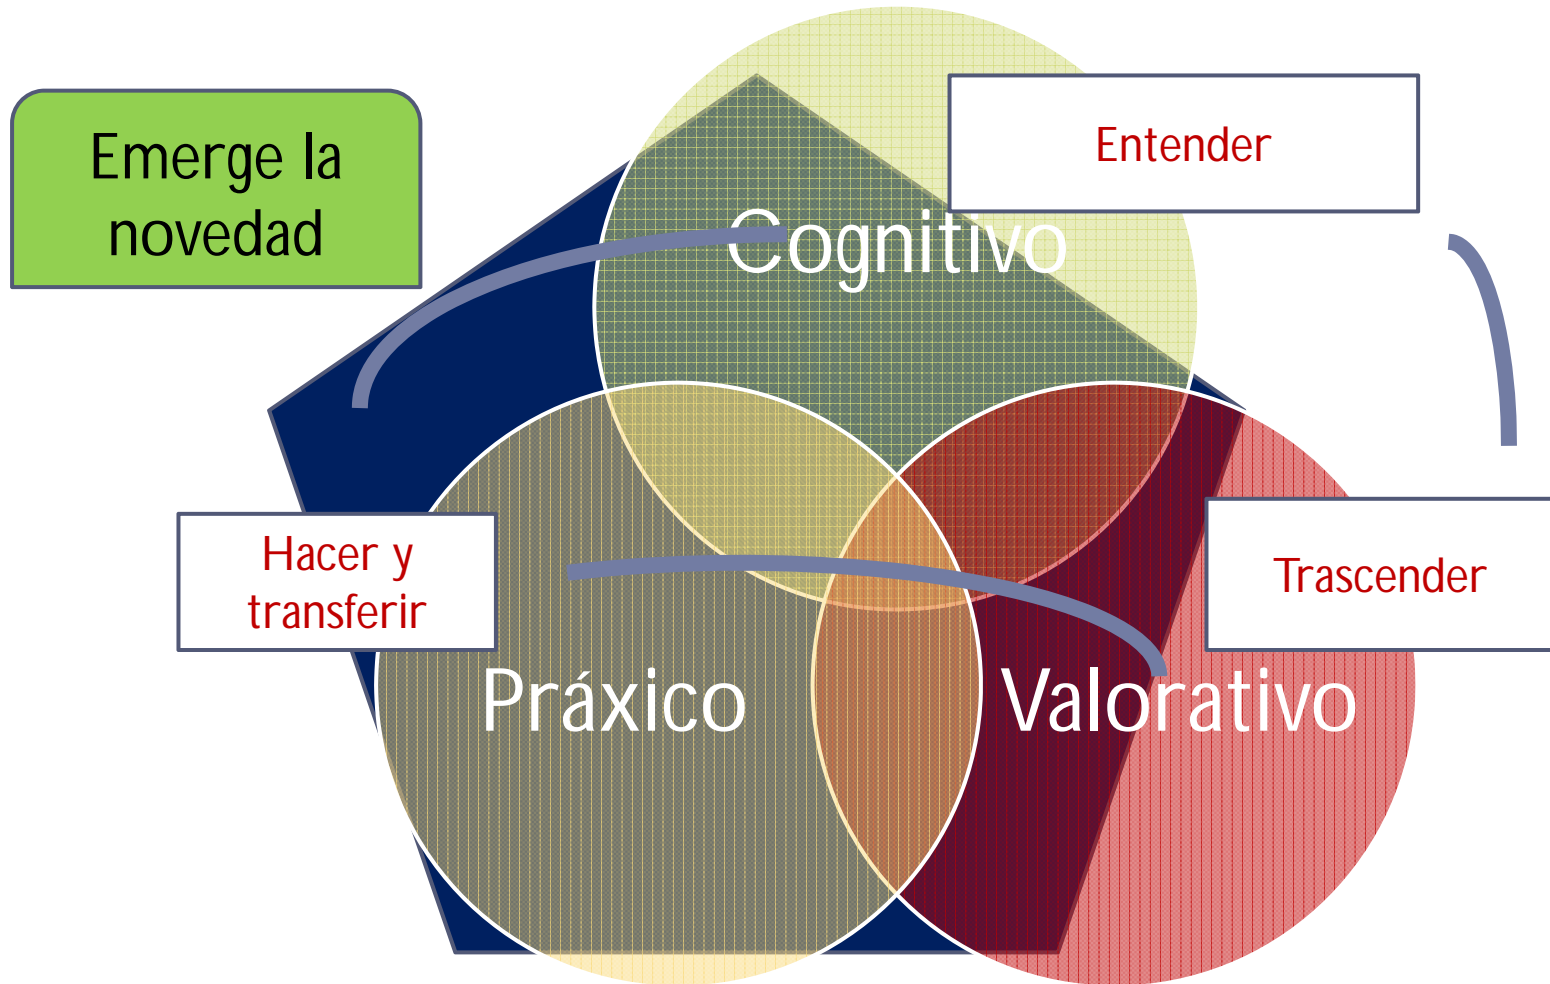 Emerge la
novedad
Entender
Cognitivo
Hacer y
transferir
Trascender
Práxico
Valorativo